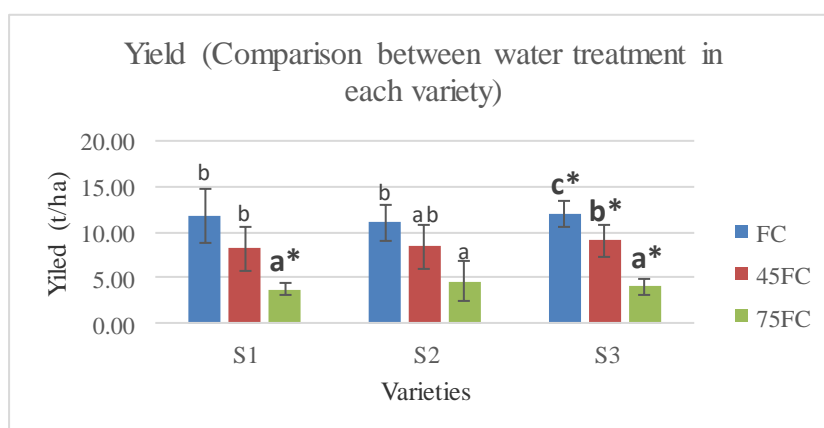 Yield (Comparison between water treatment in
each variety)
20.00
15.00
10.00
5.00
0.00
Yiled (t/ha)
b
b
a*
b
ab
a
c*
b*
a*
FC
45FC
75FC
S1
S2
S3
Varieties